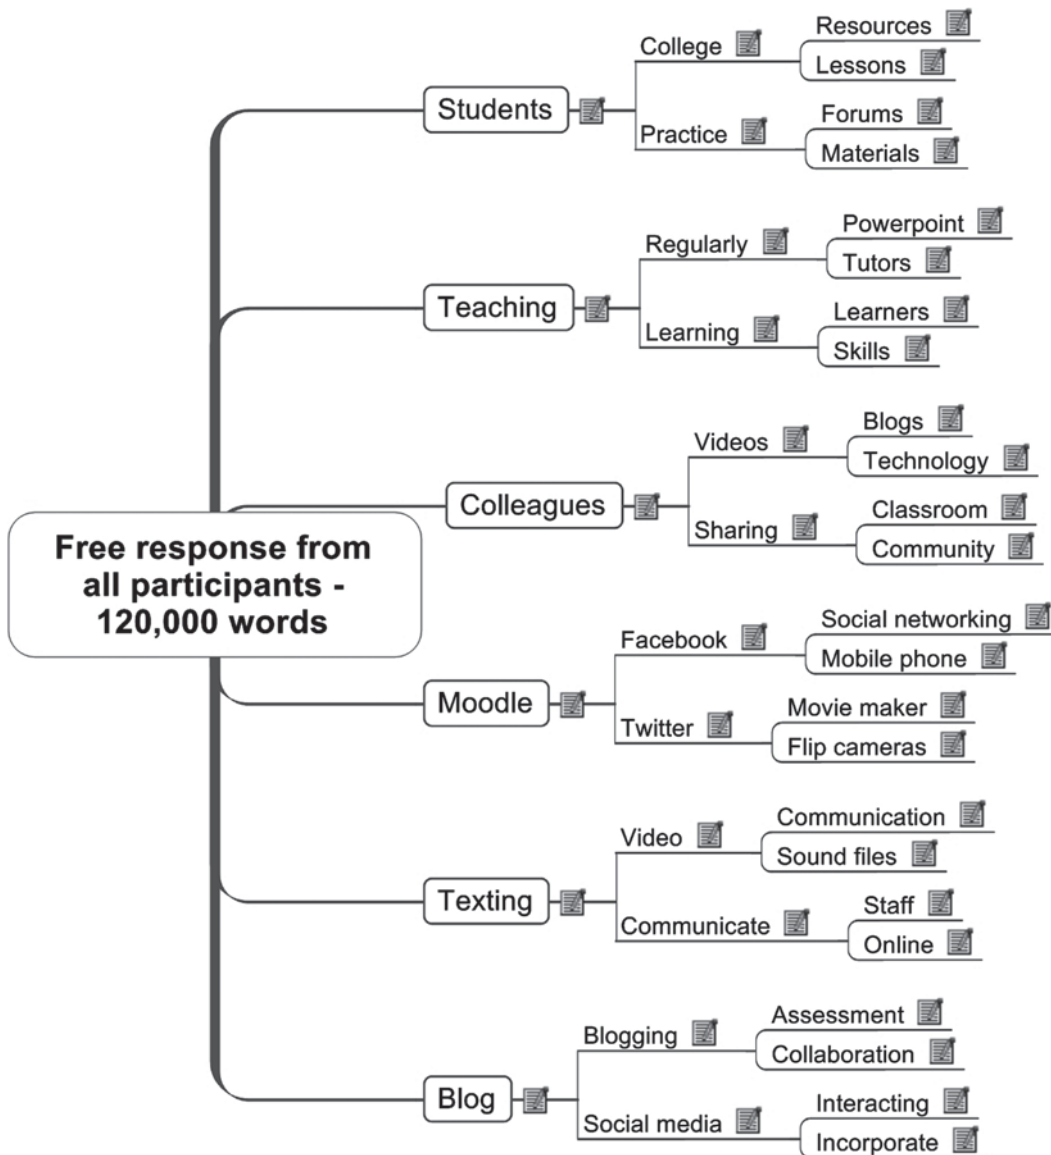 Resources
College
Lessons
Students
Forums
Practice
Materials
Powerpoint
Regularly
Tutors
Teaching
Learners
Learning
Skills
Blogs
Videos
Technology
Colleagues
Classroom
Sharing
Community
Free response from
all participants -
120,000 words
Social networking
Facebook
Mobile phone
Moodle
Movie maker
Twitter
Flip cameras
Communication
Video
Sound files
Texting
Staff
Communicate
Online
Assessment
Blogging
Collaboration
Blog
Interacting
Social media
Incorporate